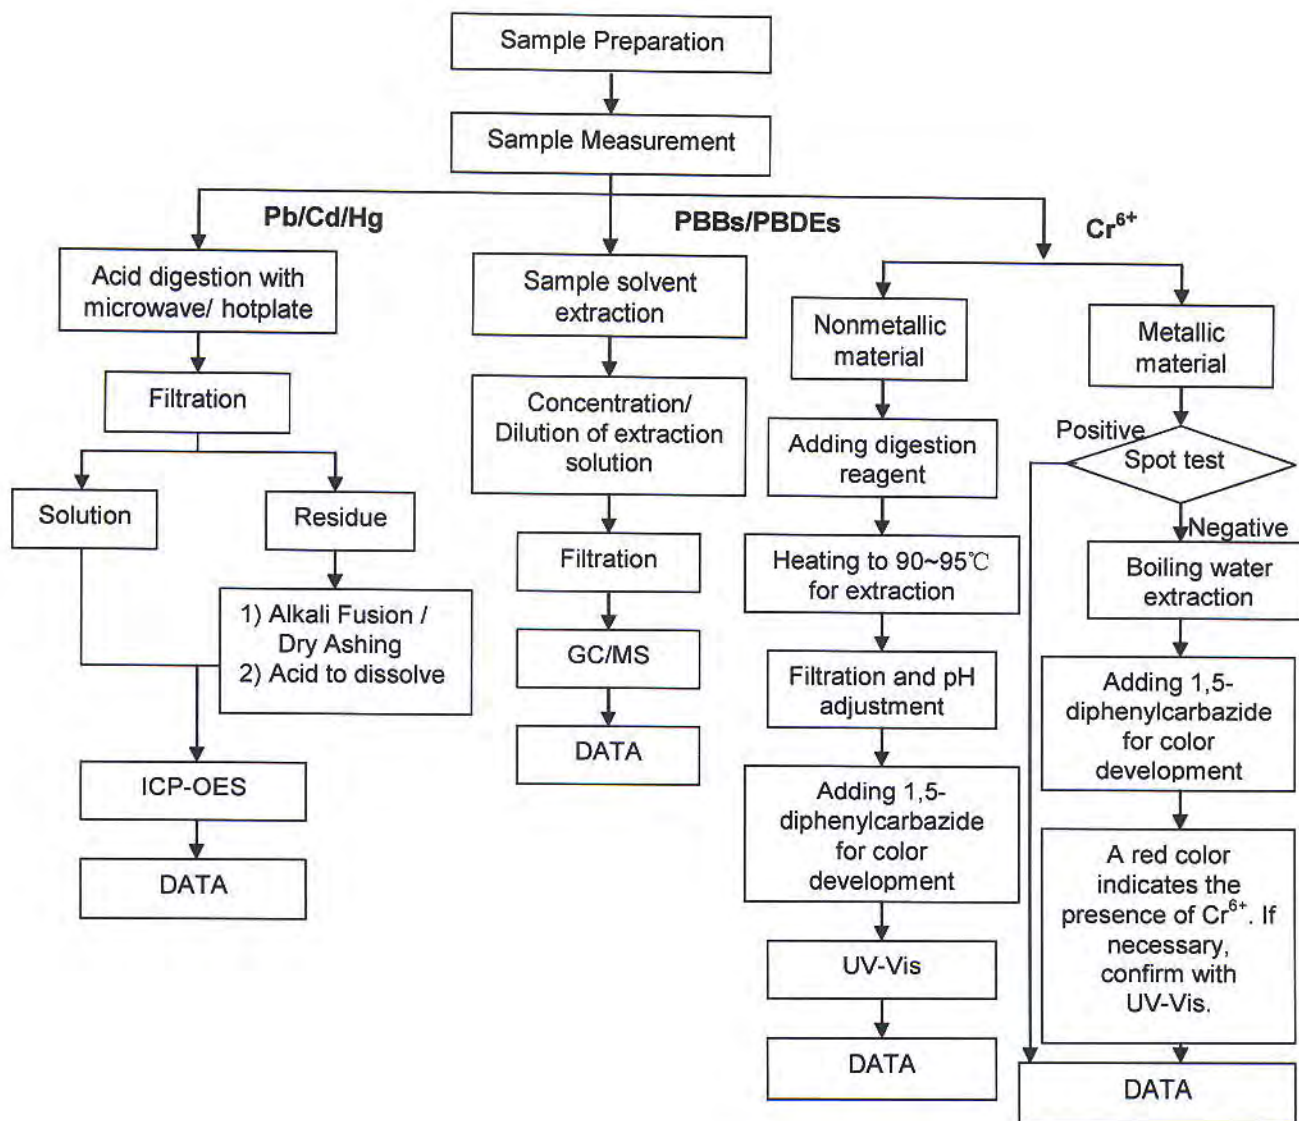 Sample Preparation
Sample Measurement
Pb/Cd/Hg
PBBs/PBDEs
Cr⁶⁺
Acid digestion with
microwave/ hotplate
Filtration
Solution
Residue
1) Alkali Fusion /
Dry Ashing
2) Acid to dissolve
ICP-OES
DATA
Sample solvent
extraction
Concentration/
Dilution of extraction
solution
Filtration
GC/MS
DATA
Nonmetallic
material
Adding digestion
reagent
Heating to 90~95℃
for extraction
Filtration and pH
adjustment
Adding 1,5-
diphenylcarbazide
for color
development
UV-Vis
DATA
Metallic
material
Positive
Spot test
Negative
Boiling water
extraction
Adding 1,5-
diphenylcarbazide
for color
development
A red color
indicates the
presence of Cr⁶⁺. If
necessary,
confirm with
UV-Vis.
DATA